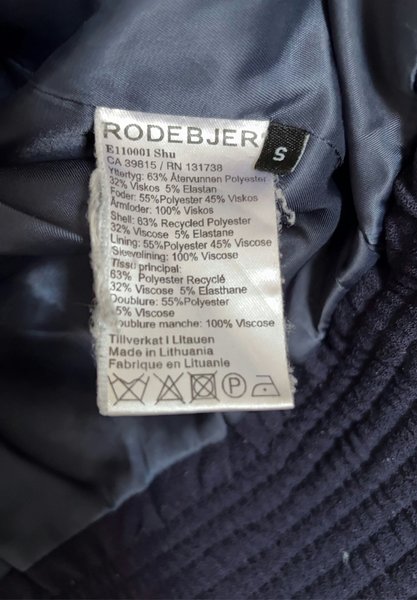 RODEBJER
S
E110001 Shu
CA 39815 / RN 131738
Yttertyg: 63% Återvunnen Polyester
32% Viskos 5% Elastan
Foder: 55%Polyester 45% Viskos
Ärmfoder: 100% Viskos
Shell: 63% Recycled Polyester
32% Viscose 5% Elastane
Lining: 55%Polyester 45% Viscose
Sleevelining: 100% Viscose
Tissu principal:
63% Polyester Recyclé
32% Viscose 5% Elasthane
Doublure: 55%Polyester
5% Viscose
oublure manche: 100% Viscose
Tillverkat I Litauen
Made in Lithuania
Fabrique en Lituanie
P